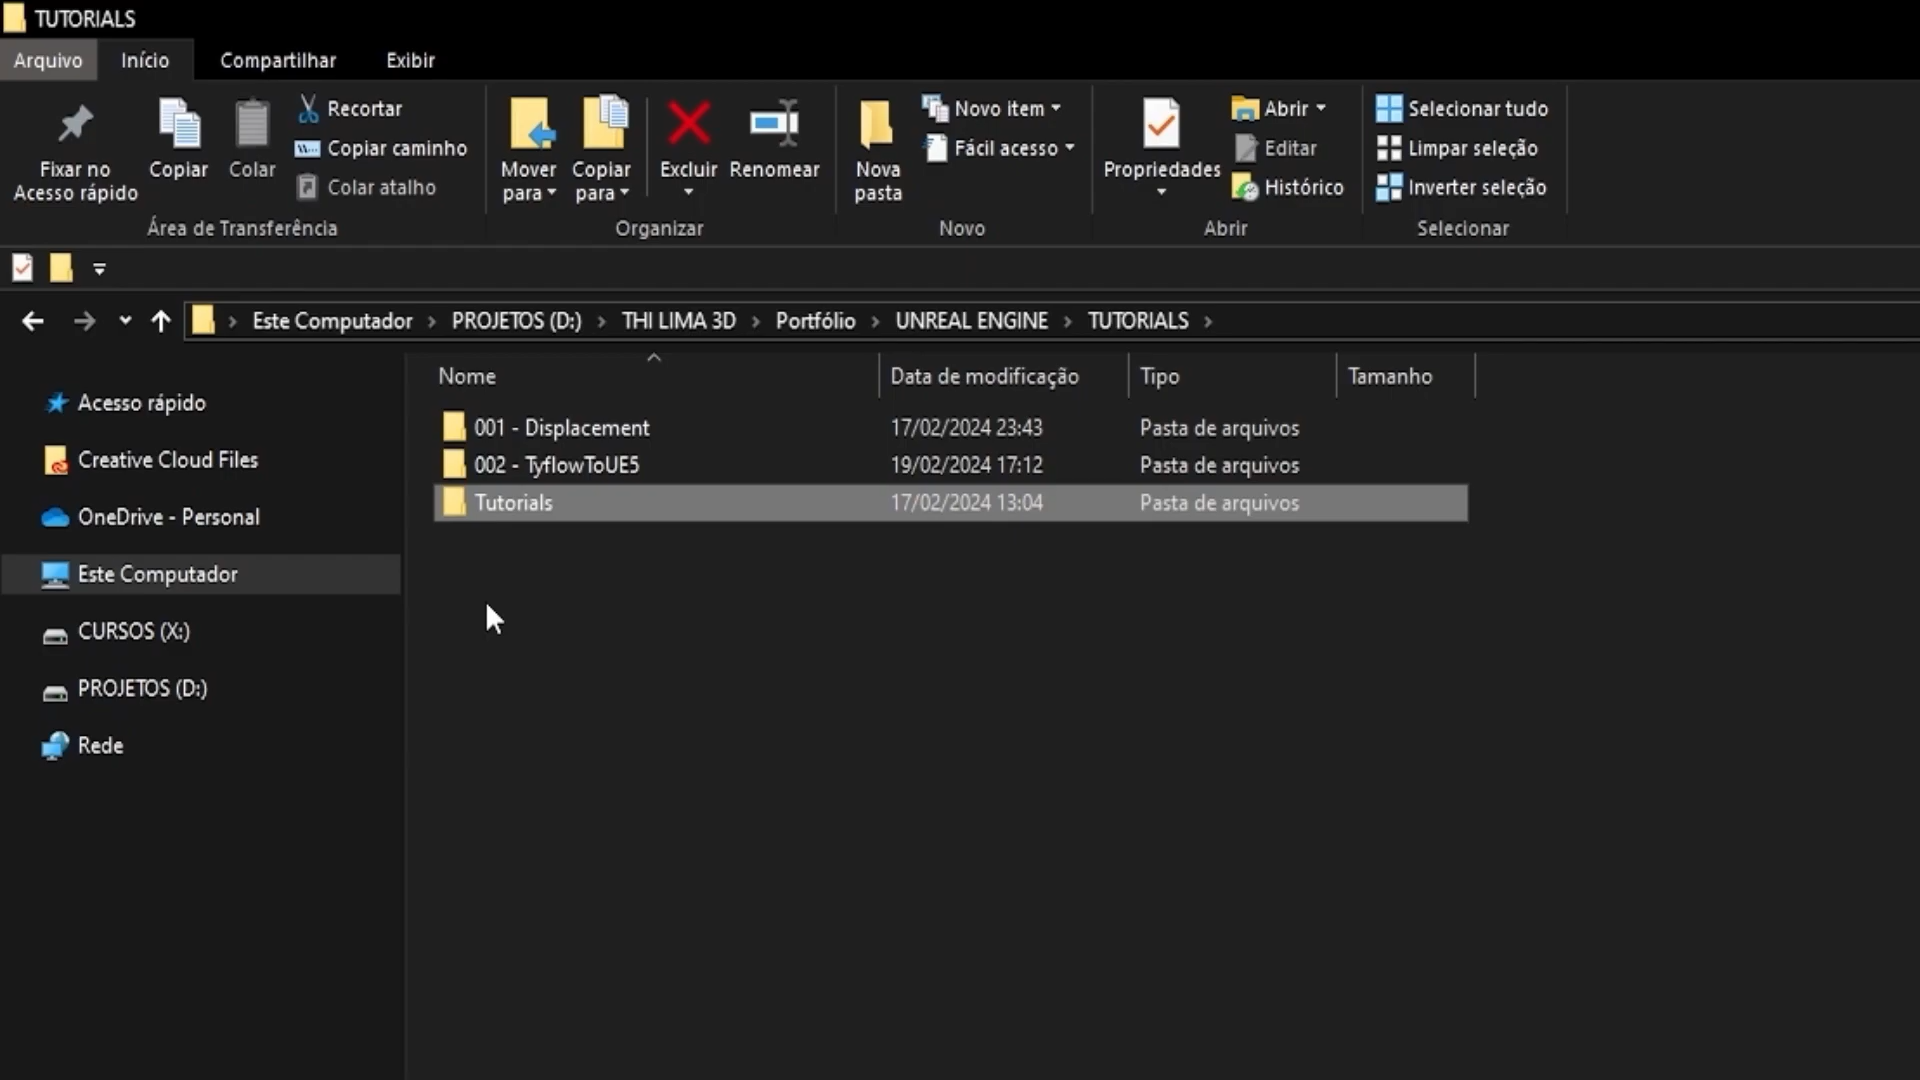 TUTORIALS
Arquivo Início Compartilhar Exibir
Fixar no Acesso rápido
Copiar
Colar
Recortar
Copiar caminho
Colar atalho
Área de Transferência
Mover para
Copiar para
Excluir
Renomear
Organizar
Nova pasta
Novo item
Fácil acesso
Novo
Propriedades
Abrir
Editar
Histórico
Abrir
Selecionar tudo
Limpar seleção
Inverter seleção
Selecionar
Este Computador > PROJETOS (D:) > THI LIMA 3D > Portfólio > UNREAL ENGINE > TUTORIALS >
Acesso rápido
Creative Cloud Files
OneDrive - Personal
Este Computador
CURSOS (X:)
PROJETOS (D:)
Rede
Nome Data de modificação Tipo Tamanho
001 - Displacement 17/02/2024 23:43 Pasta de arquivos
002 - TyflowToUE5 19/02/2024 17:12 Pasta de arquivos
Tutorials 17/02/2024 13:04 Pasta de arquivos